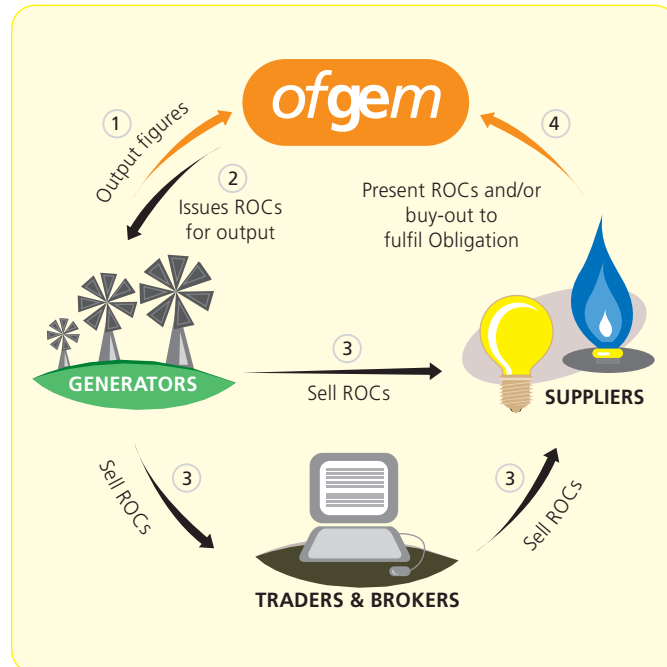 ofgem
1
Output figures
2
Issues ROCs
for output
4
Present ROCs and/or
buy-out to
fulfil Obligation
GENERATORS
3
Sell ROCs
SUPPLIERS
Sell ROCs
3
3
Sell ROCs
TRADERS & BROKERS